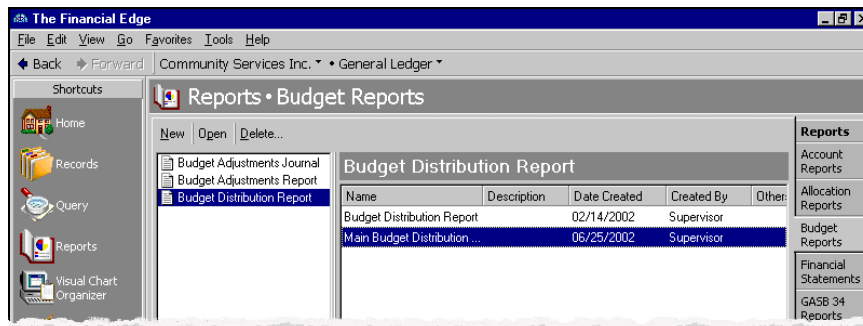 The Financial Edge
File Edit View Go Favorites Tools Help
Back Forward Community Services Inc. • General Ledger
Shortcuts
Home
Records
Query
Reports
Visual Chart
Organizer
Reports • Budget Reports
New Open Delete...
Budget Adjustments Journal
Budget Adjustments Report
Budget Distribution Report
Budget Distribution Report
Name Description Date Created Created By Other
Budget Distribution Report 02/14/2002 Supervisor
Main Budget Distribution ... 06/25/2002 Supervisor
Reports
Account
Reports
Allocation
Reports
Budget
Reports
Financial
Statements
GASB 34
Reports